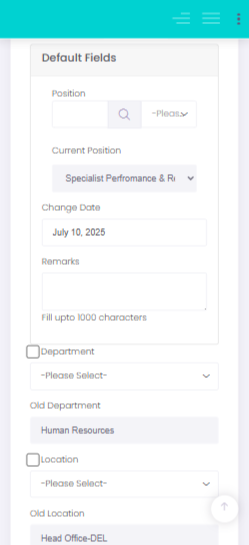 Default Fields
Position
-Pleas
Current Position
Specialist Perfromance & R
Change Date
July 10, 2025
Remarks
Fill upto 1000 characters
Department
-Please Select-
Old Department
Human Resources
Location
-Please Select-
Old Location
Head Office-DEL